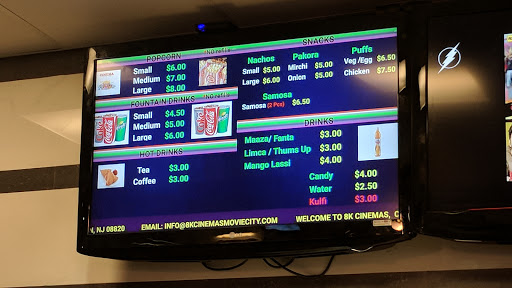 POPCORN
Small $6.00
Medium $7.00
Large $8.00
FOUNTAIN DRINKS
Small $4.50
Medium $5.00
Large $6.00
Coca-Cola
Coca-Cola
HOT DRINKS
Tea $3.00
Coffee $3.00
SNACKS
Nachos
Small $5.00
Large $6.00
Pakora
Mirchi $5.00
Onion $5.00
Puffs
Veg /Egg $6.50
Chicken $7.50
Samosa
Samosa (2 Pcs) $6.50
DRINKS
Maaza/ Fanta $3.00
Limca / Thums Up $3.00
Mango Lassi $4.00
Candy $4.00
Water $2.50
Kulfi $3.00
N, NJ 08820 EMAIL: INFO@8KCINEMASMOVIECITY.COM WELCOME TO 8K CINEMAS,